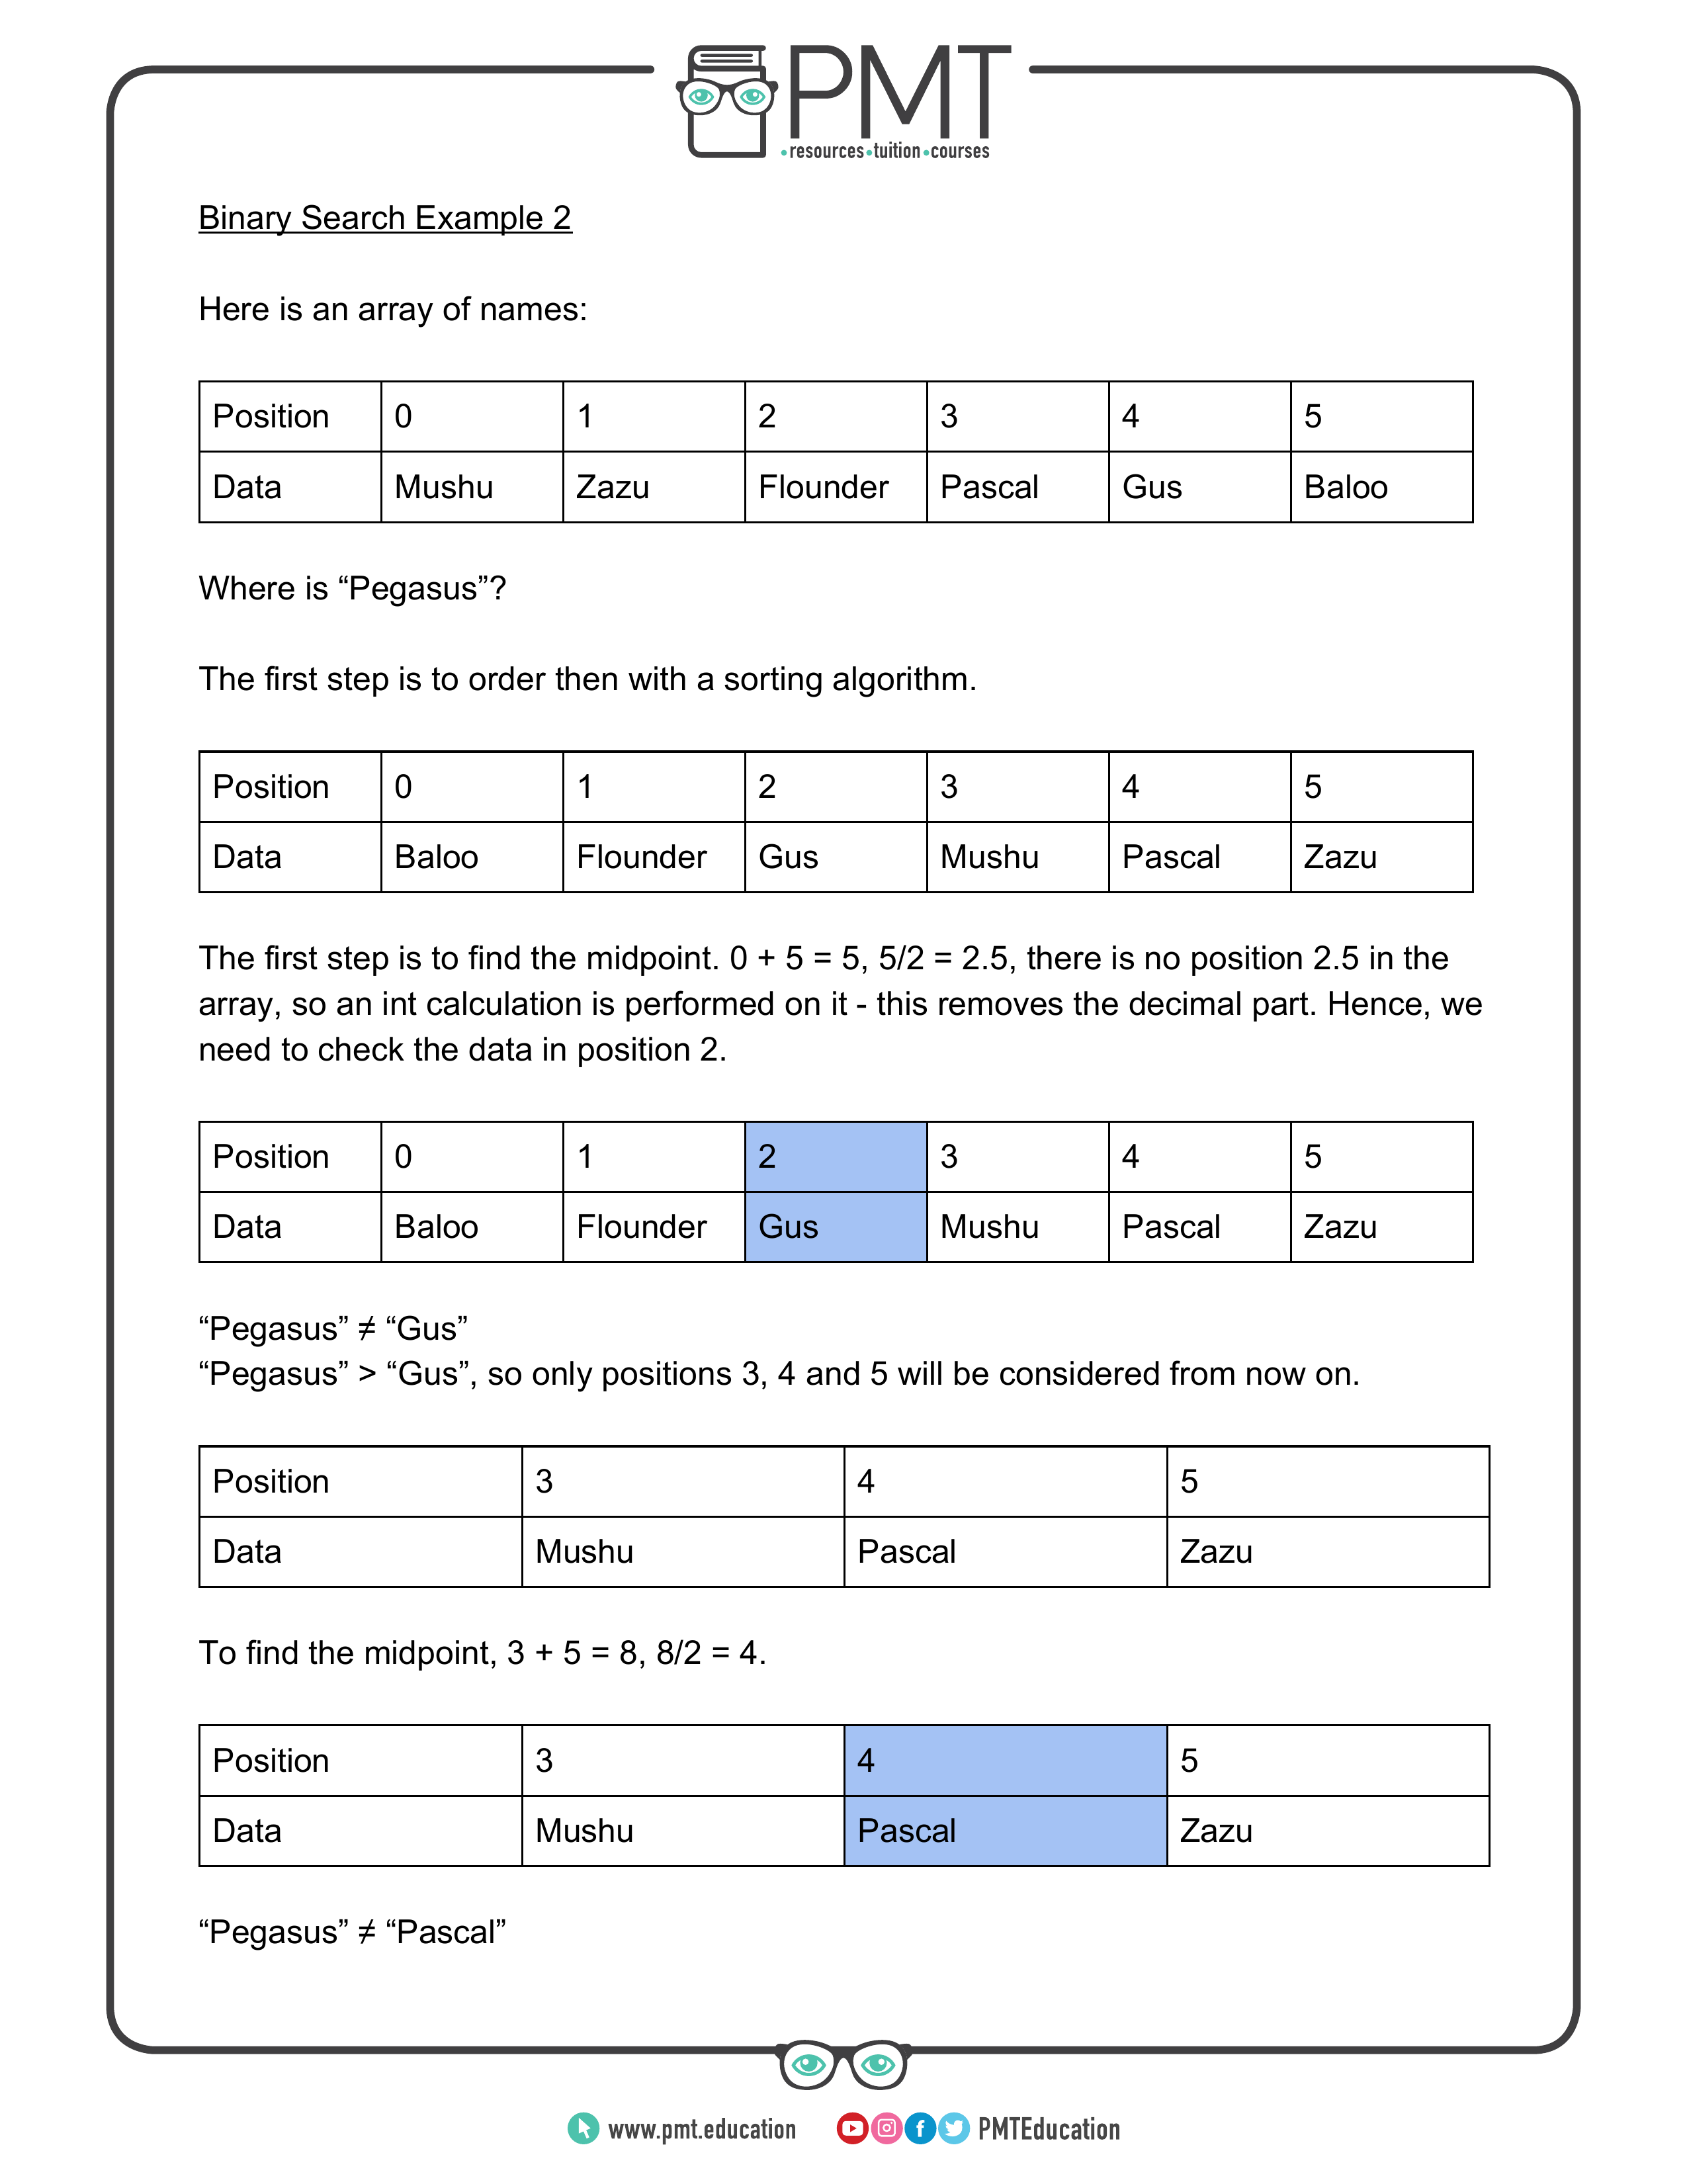 PMT
resources tuition courses
Binary Search Example 2
Here is an array of names:
Position 0 1 2 3 4 5
Data Mushu Zazu Flounder Pascal Gus Baloo
Where is “Pegasus”?
The first step is to order then with a sorting algorithm.
Position 0 1 2 3 4 5
Data Baloo Flounder Gus Mushu Pascal Zazu
The first step is to find the midpoint. 0 + 5 = 5, 5/2 = 2.5, there is no position 2.5 in the
array, so an int calculation is performed on it - this removes the decimal part. Hence, we
need to check the data in position 2.
Position 0 1 2 3 4 5
Data Baloo Flounder Gus Mushu Pascal Zazu
“Pegasus” ≠ “Gus”
“Pegasus” > “Gus”, so only positions 3, 4 and 5 will be considered from now on.
Position 3 4 5
Data Mushu Pascal Zazu
To find the midpoint, 3 + 5 = 8, 8/2 = 4.
Position 3 4 5
Data Mushu Pascal Zazu
“Pegasus” ≠ “Pascal”
www.pmt.education PMTEducation